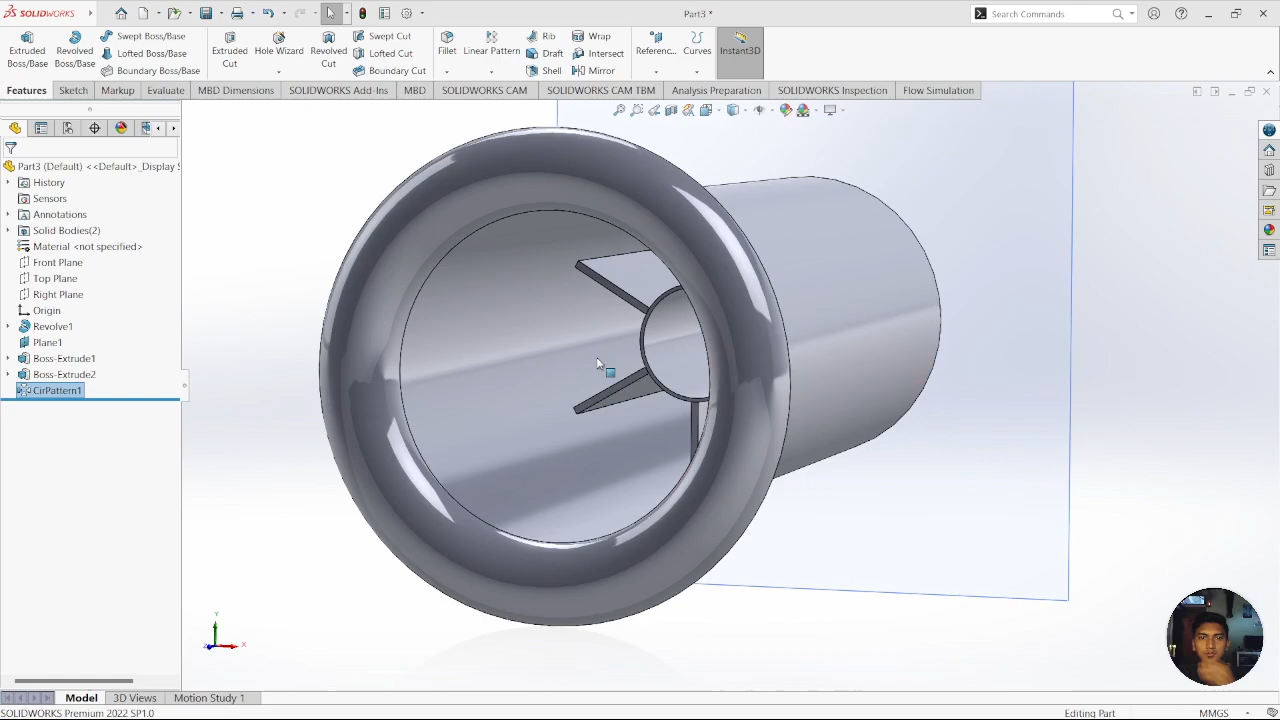 SOLIDWORKS
Part3 *
Search Commands
Extruded Boss/Base
Revolved Boss/Base
Swept Boss/Base
Lofted Boss/Base
Boundary Boss/Base
Extruded Cut
Hole Wizard
Revolved Cut
Swept Cut
Lofted Cut
Boundary Cut
Fillet
Linear Pattern
Rib
Draft
Shell
Wrap
Intersect
Mirror
Referenc...
Curves
Instant3D
Features
Sketch
Markup
Evaluate
MBD Dimensions
SOLIDWORKS Add-Ins
MBD
SOLIDWORKS CAM
SOLIDWORKS CAM TBM
Analysis Preparation
SOLIDWORKS Inspection
Flow Simulation
Part3 (Default) <<Default>_Display S
History
Sensors
Annotations
Solid Bodies(2)
Material <not specified>
Front Plane
Top Plane
Right Plane
Origin
Revolve1
Plane1
Boss-Extrude1
Boss-Extrude2
CirPattern1
Y
X
Model
3D Views
Motion Study 1
SOLIDWORKS Premium 2022 SP1.0
Editing Part
MMGS